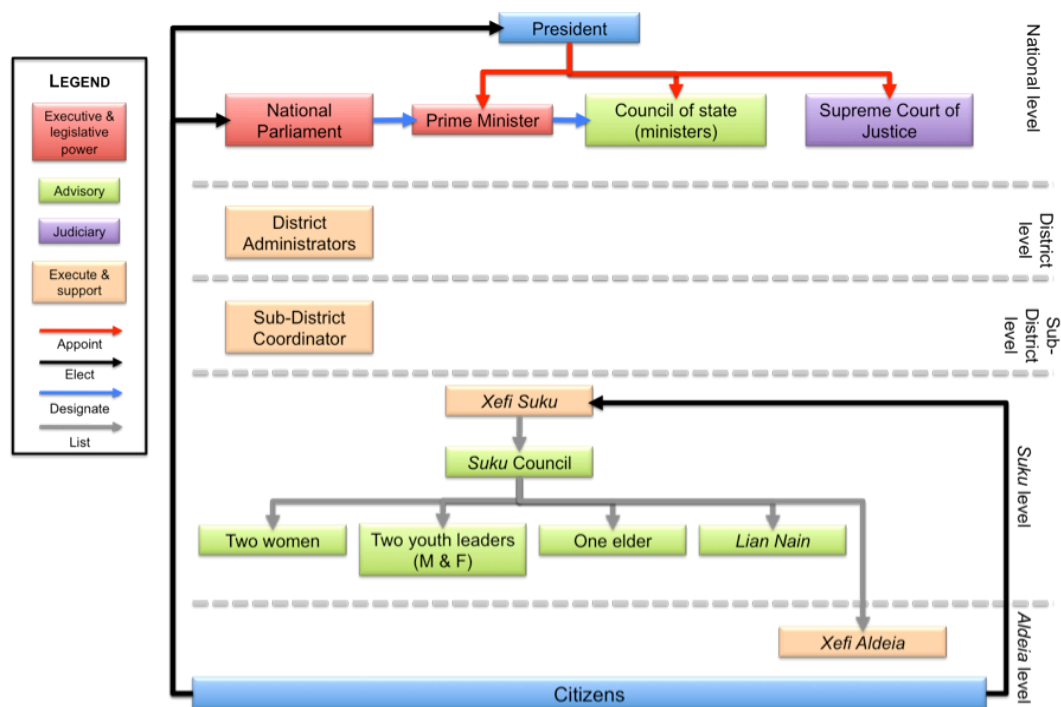 LEGEND
Executive &
legislative
power
Advisory
Judiciary
Execute &
support
Appoint
Elect
Designate
List
President
National
Parliament
Prime Minister
Council of state
(ministers)
Supreme Court of
Justice
National level
District
Administrators
District
level
Sub-District
Coordinator
Sub-
District
level
Xefi Suku
Suku Council
Two women
Two youth leaders
(M & F)
One elder
Lian Nain
Suku level
Xefi Aldeia
Aldeia level
Citizens